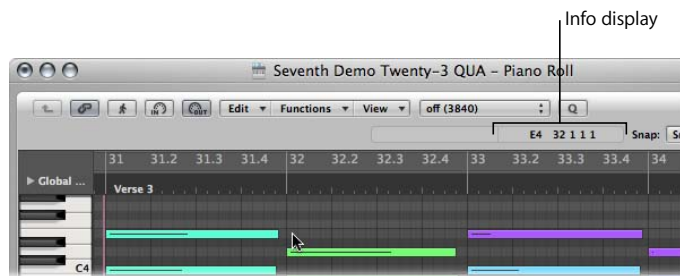 Info display
Seventh Demo Twenty-3 QUA – Piano Roll
IN OUT Edit Functions View off (3840) Q
E4 32 1 1 1 Snap:
31 31.2 31.3 31.4 32 32.2 32.3 32.4 33 33.2 33.3 33.4 34
Global ...
Verse 3
C4